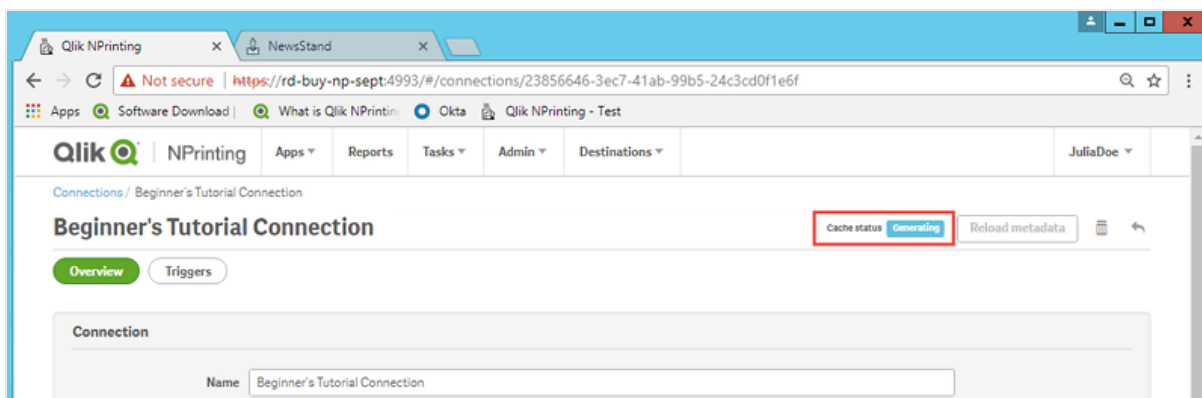 Qlik NPrinting
NewsStand
Not secure | https://rd-buy-np-sept:4993/#/connections/23856646-3ec7-41ab-99b5-24c3cd0f1e6f
Apps Software Download | What is Qlik NPrintin Okta Qlik NPrinting - Test
Qlik NPrinting Apps Reports Tasks Admin Destinations JuliaDoe
Connections / Beginner's Tutorial Connection
Beginner's Tutorial Connection Cache status Generating Reload metadata
Overview Triggers
Connection
Name Beginner's Tutorial Connection